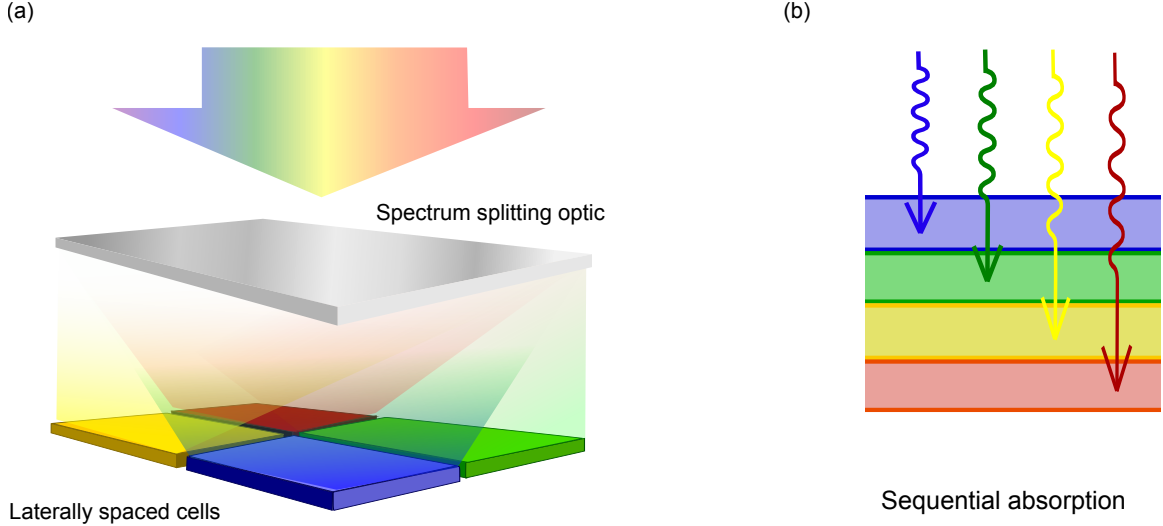 (a)
(b)
Spectrum splitting optic
Laterally spaced cells
Sequential absorption